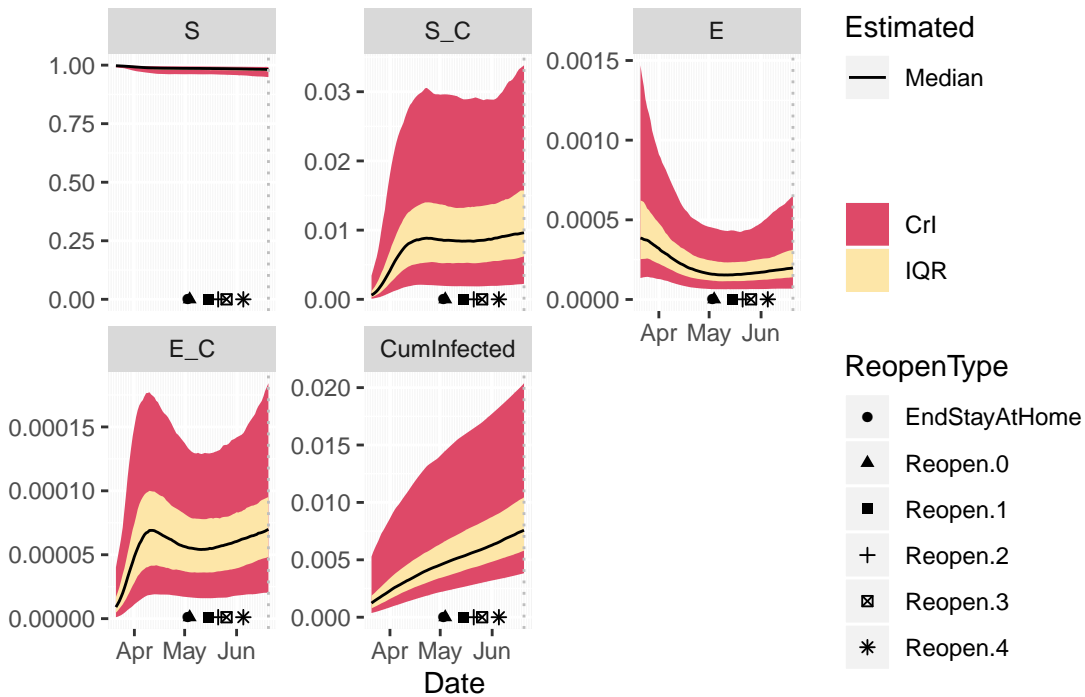 S
S_C
E
1.00
0.75
0.50
0.25
0.00
0.03
0.02
0.01
0.00
0.0015
0.0010
0.0005
0.0000
Apr May Jun
E_C
CumInfected
0.00015
0.00010
0.00005
0.00000
0.020
0.015
0.010
0.005
0.000
Apr May Jun
Apr May Jun
Date
Estimated
Median
CrI
IQR
ReopenType
EndStayAtHome
Reopen.0
Reopen.1
Reopen.2
Reopen.3
Reopen.4